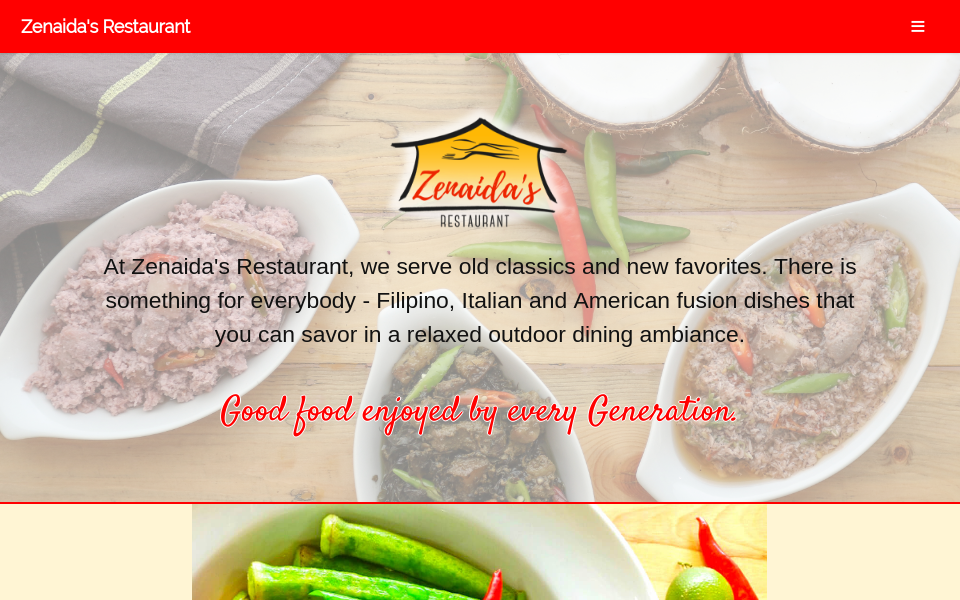 Zenaida's Restaurant
Zenaida's
RESTAURANT
At Zenaida's Restaurant, we serve old classics and new favorites. There is
something for everybody - Filipino, Italian and American fusion dishes that
you can savor in a relaxed outdoor dining ambiance.
Good food enjoyed by every Generation.